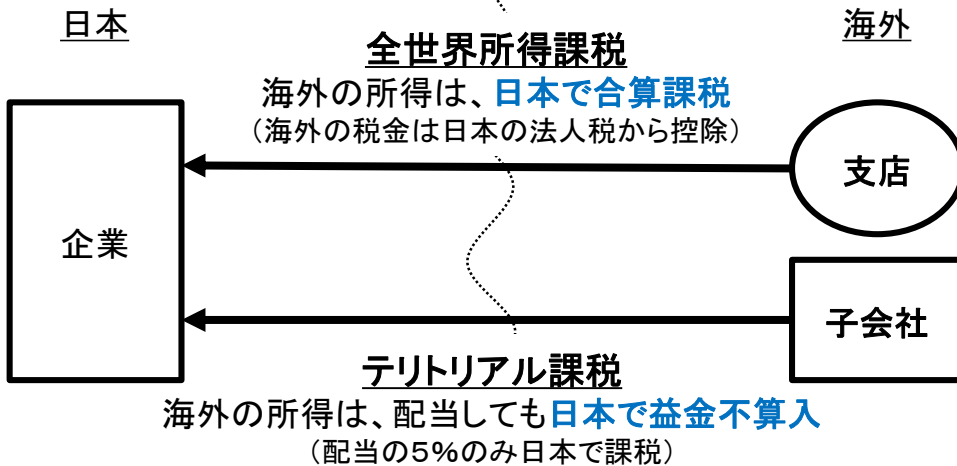 日本
海外
全世界所得課税
海外の所得は、日本で合算課税
（海外の税金は日本の法人税から控除）
支店
企業
子会社
テリトリアル課税
海外の所得は、配当しても日本で益金不算入
（配当の5%のみ日本で課税）